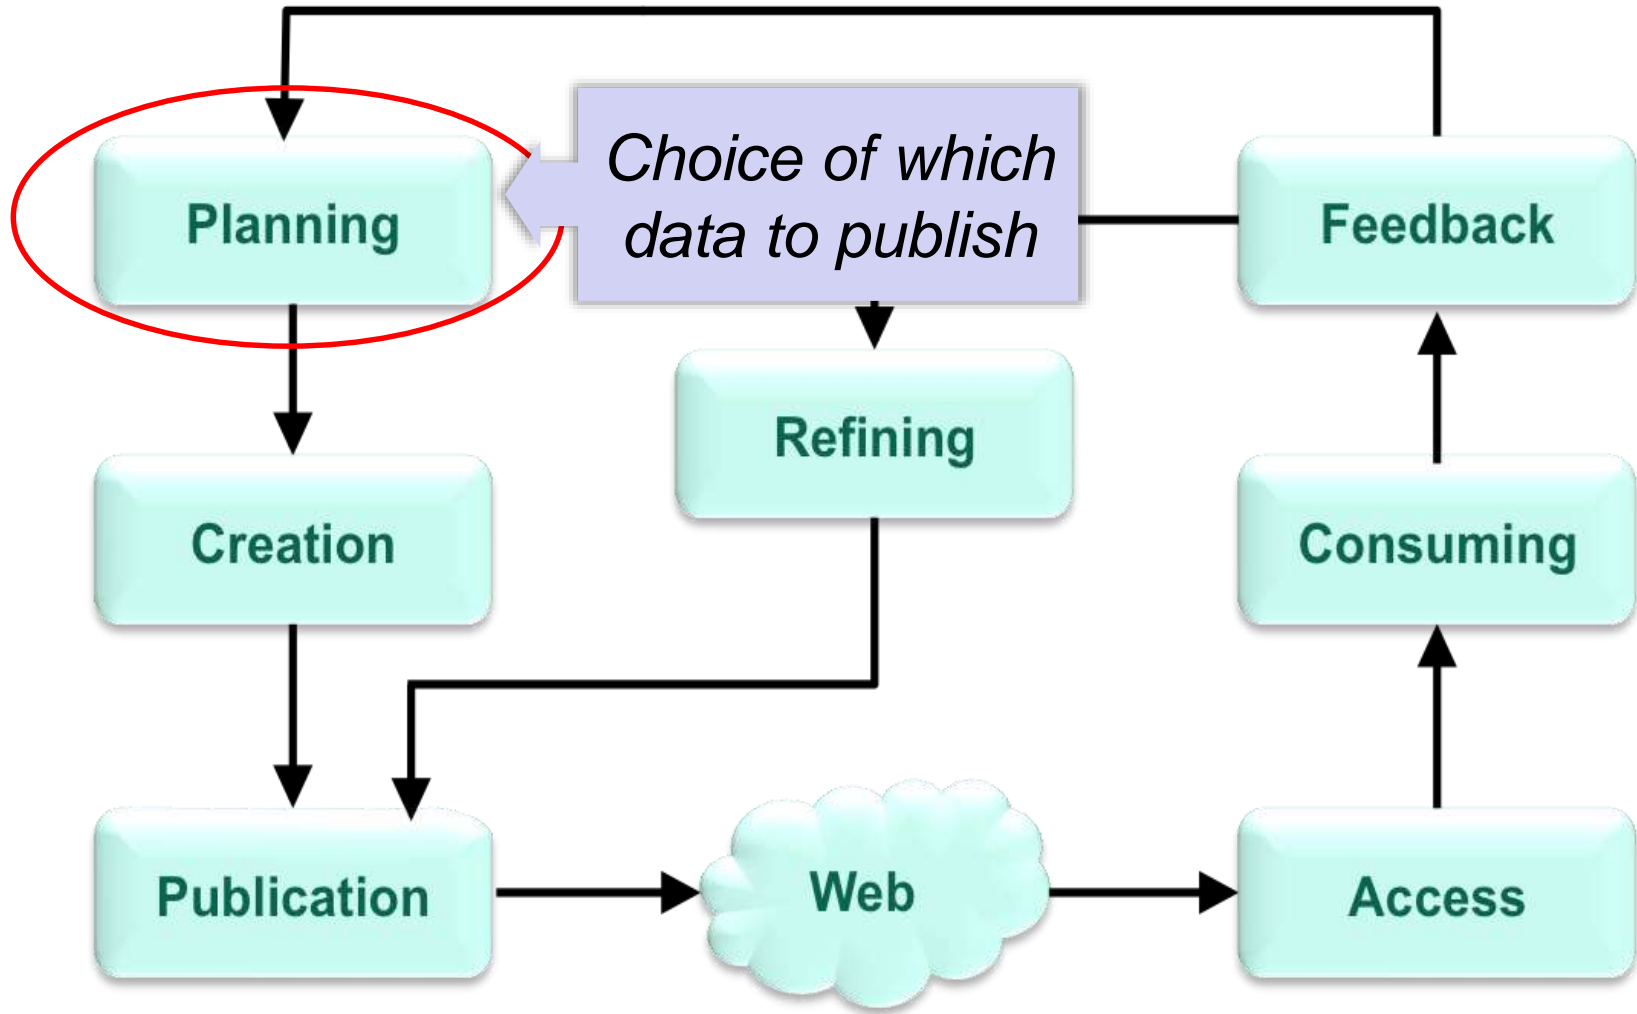 Choice of which
data to publish
Planning
Feedback
Refining
Creation
Consuming
Publication
Web
Access